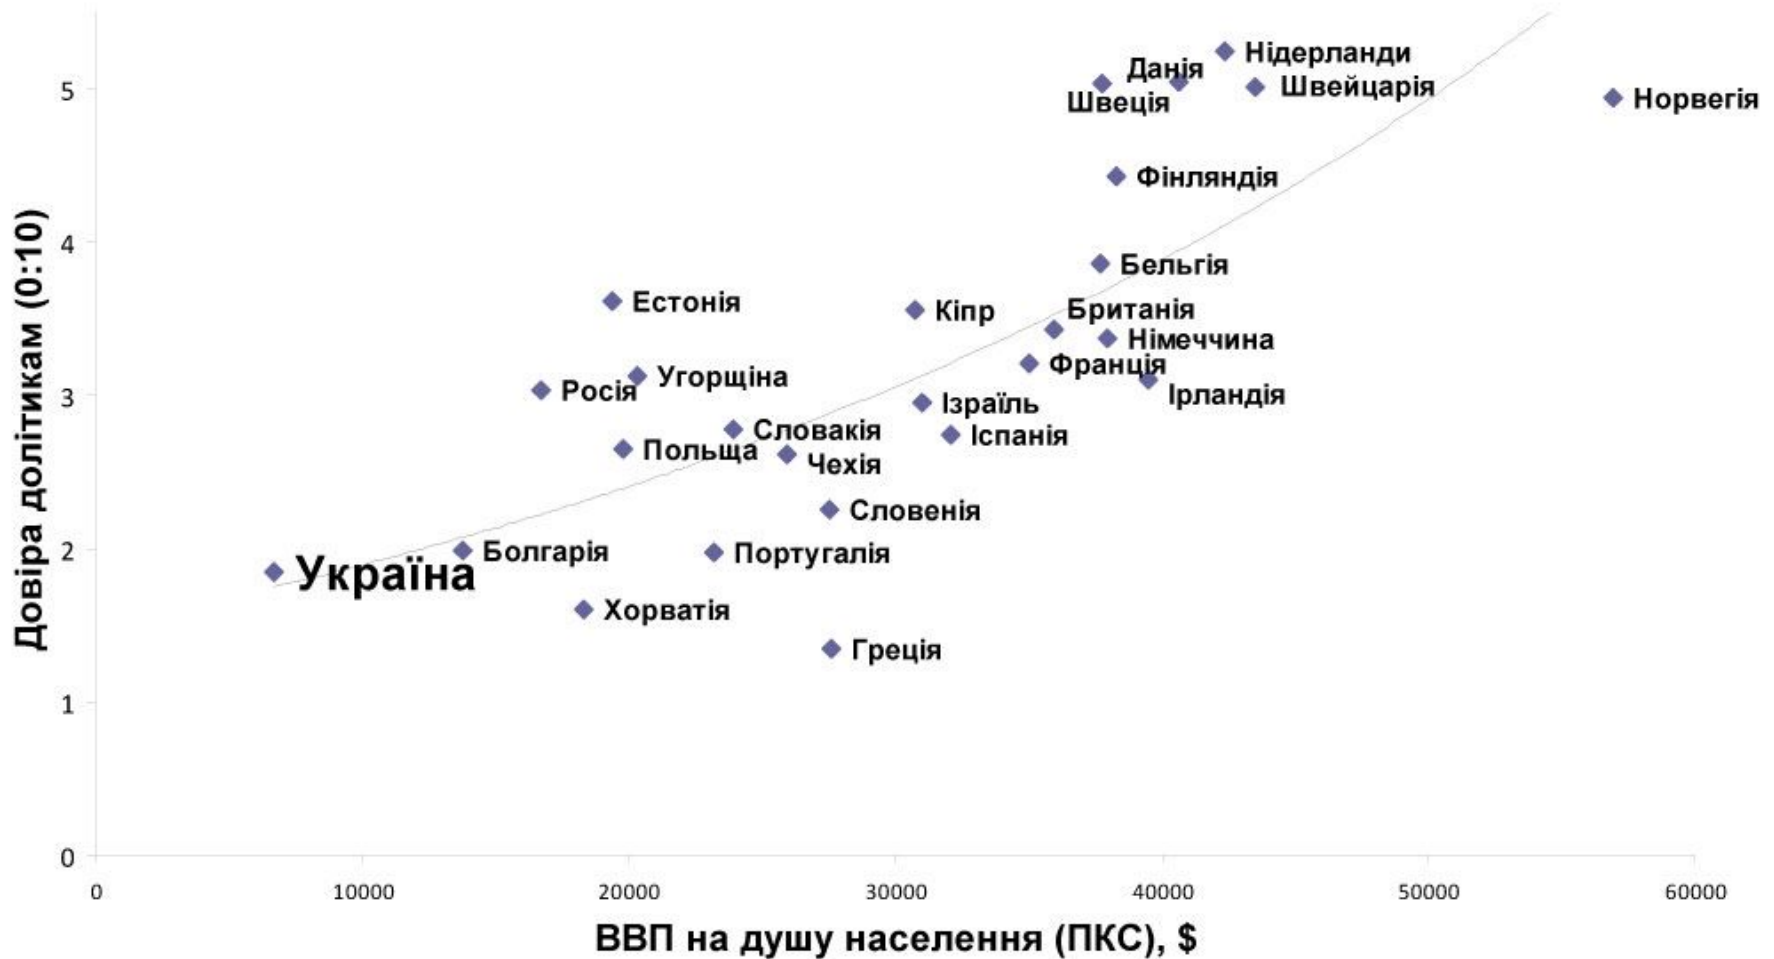 Довіра долітикам (0:10)
5
4
3
2
1
0
Нідерланди
Данія
Швейцарія
Швеція
Норвегія
Фінляндія
Бельгія
Естонія
Кіпр
Британія
Німеччина
Франція
Угорщіна
Росія
Ірландія
Ізраїль
Словакія
Іспанія
Польща
Чехія
Словенія
Болгарія
Португалія
Україна
Хорватія
Греція
0
10000
20000
30000
40000
50000
60000
ВВП на душу населення (ПКС), $